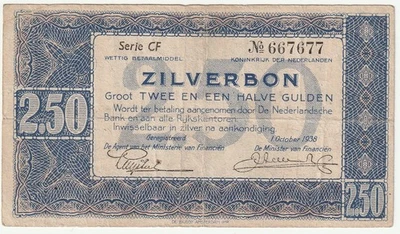 Serie CF
№ 667677
WETTIG BETAALMIDDEL
KONINKRIJK DER NEDERLANDEN
ZILVERBON
Groot TWEE EN EEN HALVE GULDEN
Wordt ter betaling aangenomen door De Nederlandsche
Bank en aan alle Rijkskantoren
Inwisselbaar in zilver na aankondiging
Geregistreerd
1 October 1938
De Agent van het Ministerie van Financiën
De Minister van Financiën
2.50
2.50